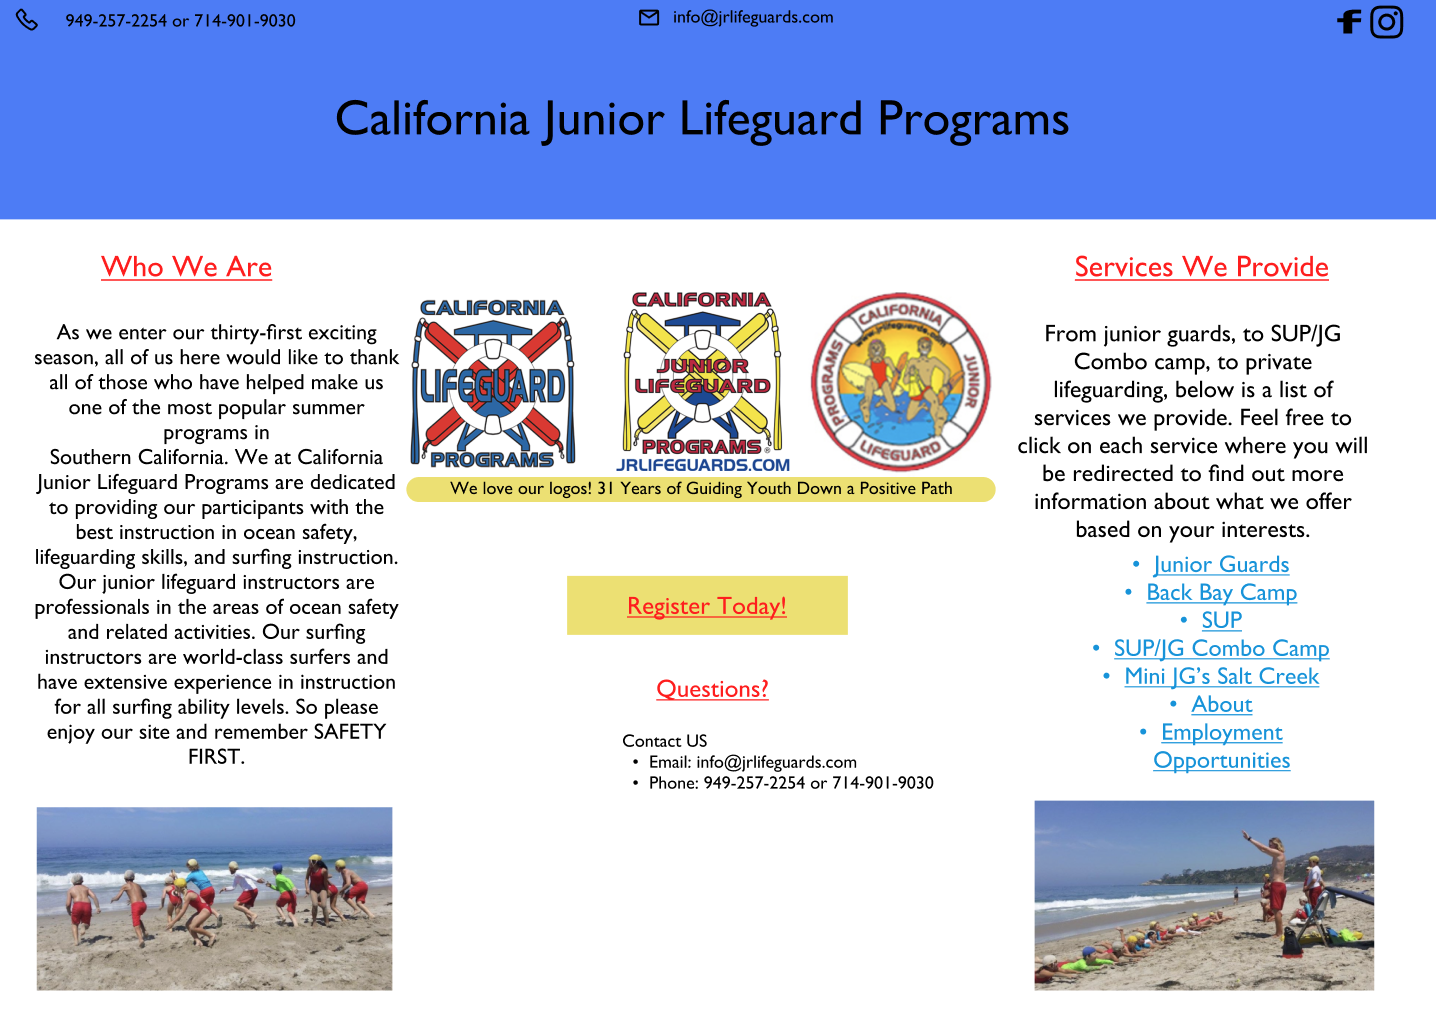 949-257-2254 or 714-901-9030
info@jrlifeguards.com
California Junior Lifeguard Programs
Who We Are
As we enter our thirty-first exciting
season, all of us here would like to thank
all of those who have helped make us
one of the most popular summer
programs in
Southern California. We at California
Junior Lifeguard Programs are dedicated
to providing our participants with the
best instruction in ocean safety,
lifeguarding skills, and surfing instruction.
Our junior lifeguard instructors are
professionals in the areas of ocean safety
and related activities. Our surfing
instructors are world-class surfers and
have extensive experience in instruction
for all surfing ability levels. So please
enjoy our site and remember SAFETY
FIRST.
CALIFORNIA
LIFEGUARD
PROGRAMS
CALIFORNIA
JUNIOR
LIFEGUARD
PROGRAMS®
JRLIFEGUARDS.COM
CALIFORNIA
www.jrlifeguards.com
JUNIOR
LIFEGUARD
PROGRAMS
We love our logos! 31 Years of Guiding Youth Down a Positive Path
Register Today!
Questions?
Contact US
• Email: info@jrlifeguards.com
• Phone: 949-257-2254 or 714-901-9030
Services We Provide
From junior guards, to SUP/JG
Combo camp, to private
lifeguarding, below is a list of
services we provide. Feel free to
click on each service where you will
be redirected to find out more
information about what we offer
based on your interests.
• Junior Guards
• Back Bay Camp
• SUP
• SUP/JG Combo Camp
• Mini JG’s Salt Creek
• About
• Employment
Opportunities